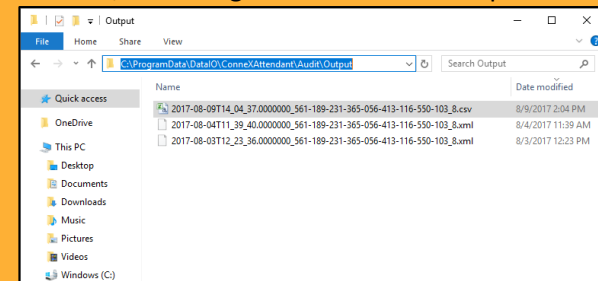 Output
File Home Share View
C:\ProgramData\DataIO\ConneXAttendant\Audit\Output Search Output
Name Date modified
Quick access
OneDrive
This PC
Desktop
Documents
Downloads
Music
Pictures
Videos
Windows (C:)
2017-08-09T14_04_37.0000000_561-189-231-365-056-413-116-550-103_8.csv 8/9/2017 2:04 PM
2017-08-04T11_39_40.0000000_561-189-231-365-056-413-116-550-103_8.xml 8/4/2017 11:39 AM
2017-08-03T12_23_36.0000000_561-189-231-365-056-413-116-550-103_8.xml 8/3/2017 12:23 PM